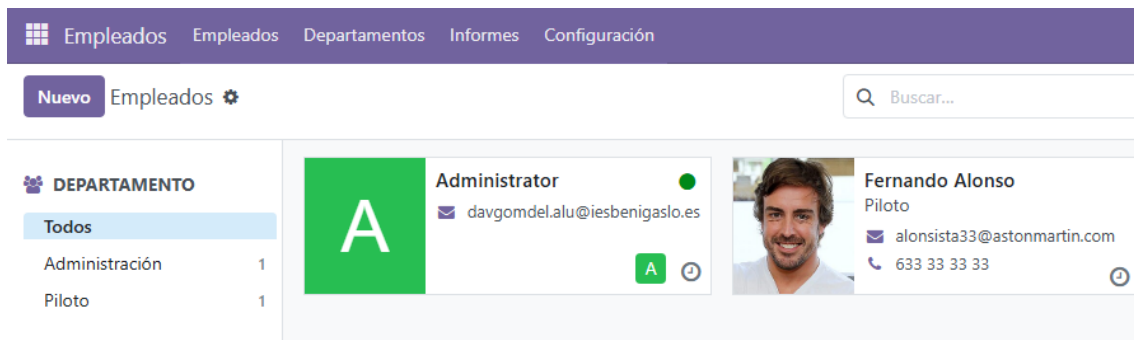 Empleados Empleados Departamentos Informes Configuración
Nuevo Empleados Buscar...
DEPARTAMENTO
Todos
Administración 1
Piloto 1
A
Administrator
davgomdel.alu@iesbenigaslo.es
A
Fernando Alonso
Piloto
alonsista33@astonmartin.com
633 33 33 33